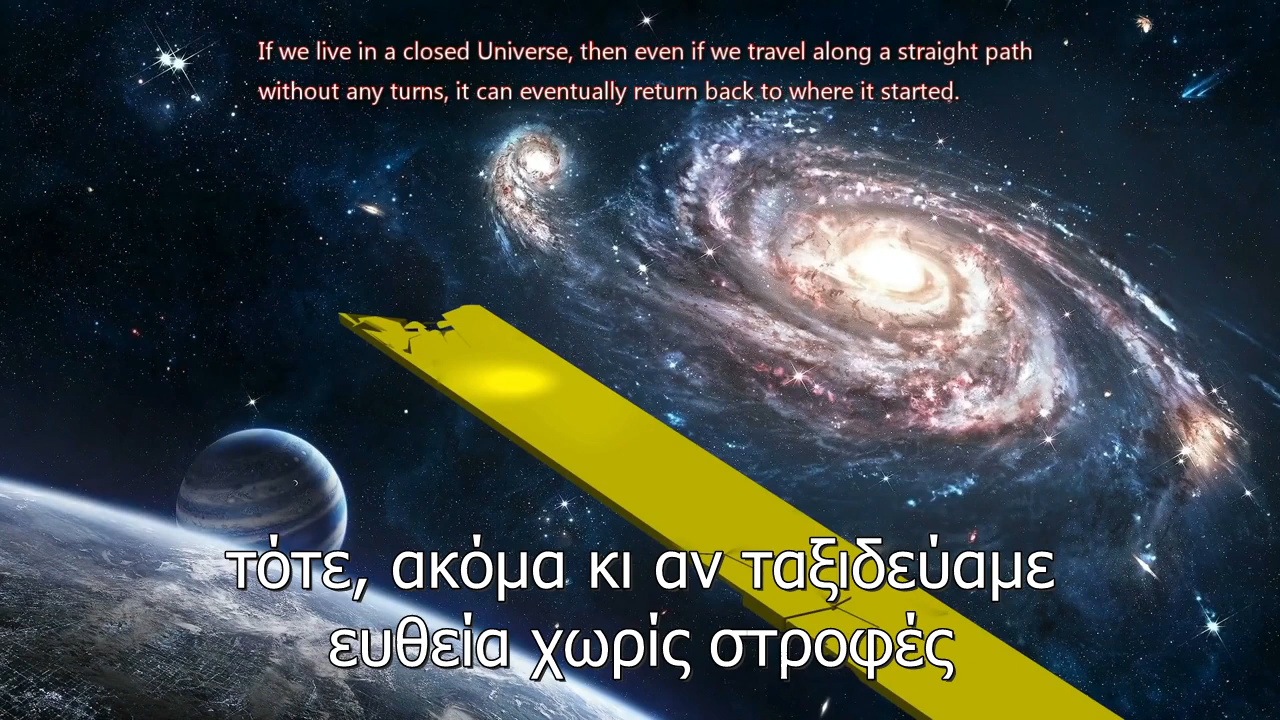 If we live in a closed Universe, then even if we travel along a straight path
without any turns, it can eventually return back to where it started.
τότε, ακόμα κι αν ταξιδεύαμε
ευθεία χωρίς στροφές